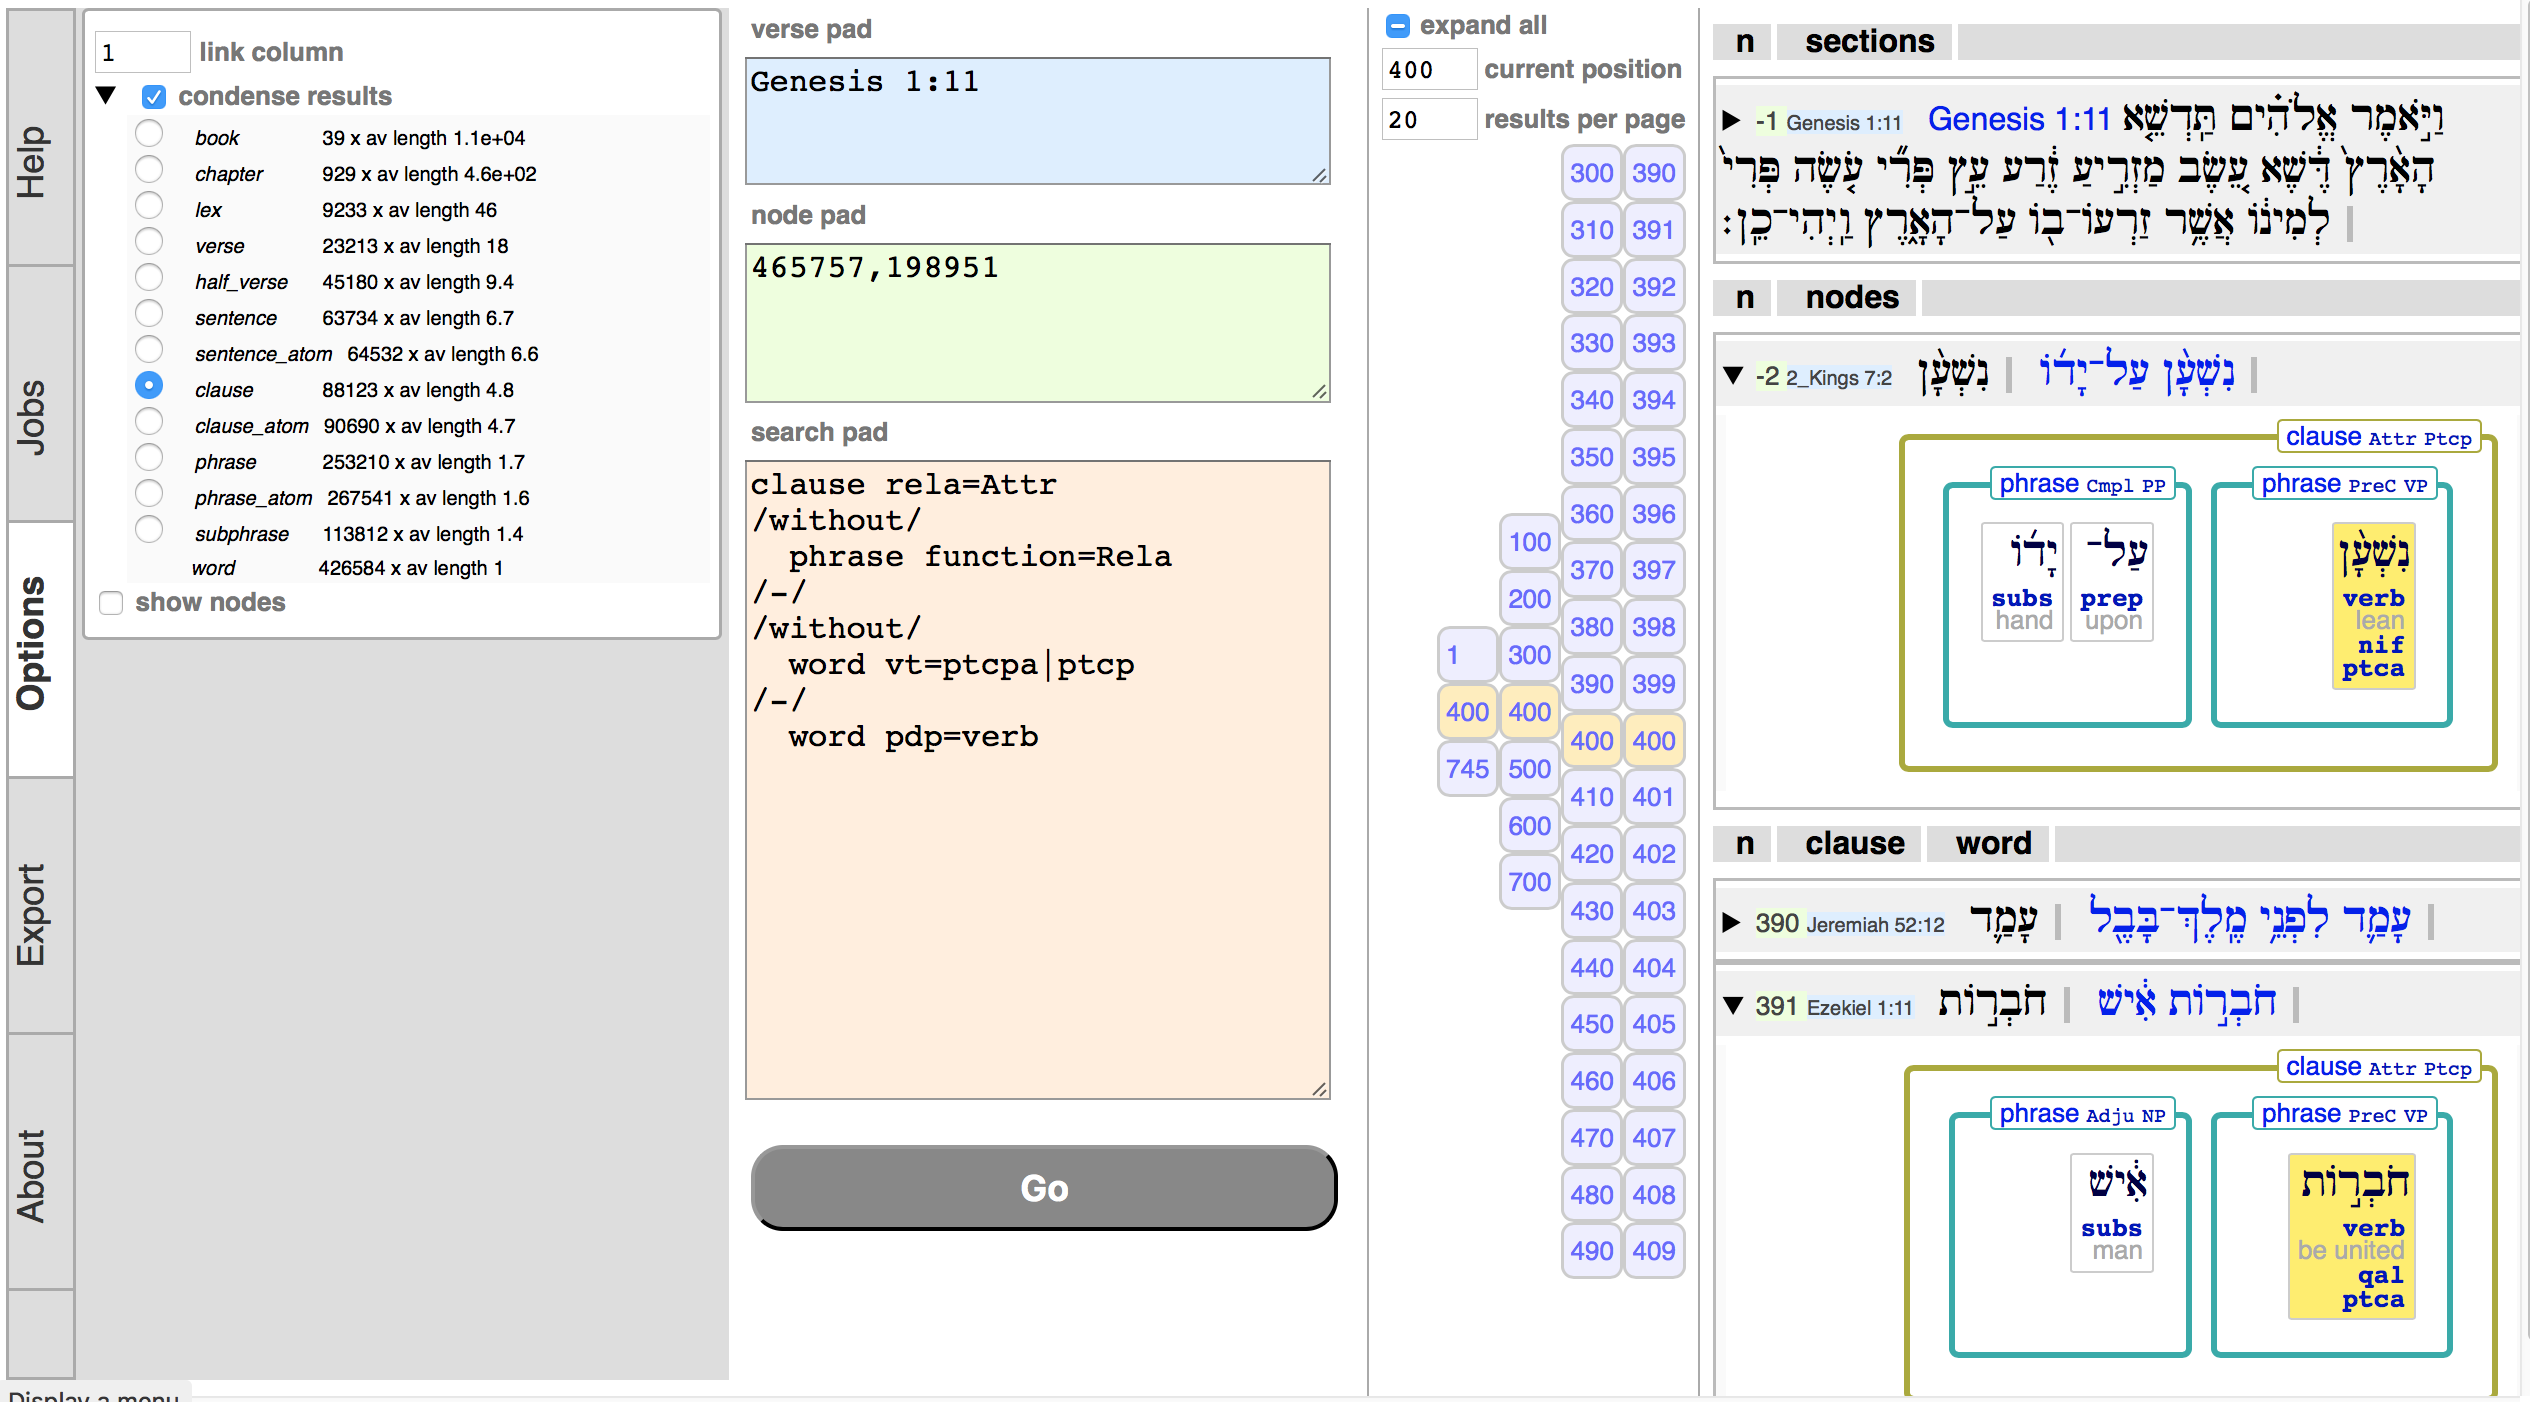 Help
Jobs
Options
Export
About
1 link column
condense results
book 39 x av length 1.1e+04
chapter 929 x av length 4.6e+02
lex 9233 x av length 46
verse 23213 x av length 18
half_verse 45180 x av length 9.4
sentence 63734 x av length 6.7
sentence_atom 64532 x av length 6.6
clause 88123 x av length 4.8
clause_atom 90690 x av length 4.7
phrase 253210 x av length 1.7
phrase_atom 267541 x av length 1.6
subphrase 113812 x av length 1.4
word 426584 x av length 1
show nodes
verse pad
Genesis 1:11
node pad
465757,198951
search pad
clause rela=Attr
/without/
phrase function=Rela
/-/
/without/
word vt=ptcpa|ptcp
/-/
word pdp=verb
Go
expand all
400 current position
20 results per page
300 390
310 391
320 392
330 393
340 394
350 395
360 396
100
370 397
200
380 398
1 300
390 399
400 400
400 400
745 500
410 401
600
420 402
700
430 403
440 404
450 405
460 406
470 407
480 408
490 409
n sections
-1 Genesis 1:11 Genesis 1:11 וַיֹּ֣אמֶר אֱלֹהִ֗ים תַּֽדְשֵׁ֤א
הָאָ֙רֶץ֙ דֶּ֔שֶׁא עֵ֚שֶׂב מַזְרִ֣יעַ זֶ֔רַע עֵ֣ץ פְּרִ֞י עֹ֤שֶׂה פְּרִי֙
לְמִינ֔וֹ אֲשֶׁ֥ר זַרְעוֹ־ב֖וֹ עַל־הָאָ֑רֶץ וַֽיְהִי־כֵֽן׃
n nodes
-2 2_Kings 7:2 נִשְׁעָ֨ן | נִשְׁעָ֨ן עַל־יָד֜וֹ |
clause Attr Ptcp
phrase Cmpl PP phrase PreC VP
נִשְׁעָ֨ן
verb
lean
nif
ptca
עַל־
prep
upon
יָד֜וֹ
subs
hand
n clause word
390 Jeremiah 52:12 עָמַ֛ד | עָמַ֛ד לִפְנֵ֥י מֶֽלֶךְ־בָּבֶ֖ל |
391 Ezekiel 1:11 חֹבְר֣וֹת | חֹבְר֣וֹת אִ֔ישׁ |
clause Attr Ptcp
phrase Adju NP phrase PreC VP
חֹבְר֣וֹת
verb
be united
qal
ptca
אִ֔ישׁ
subs
man
Display a menu